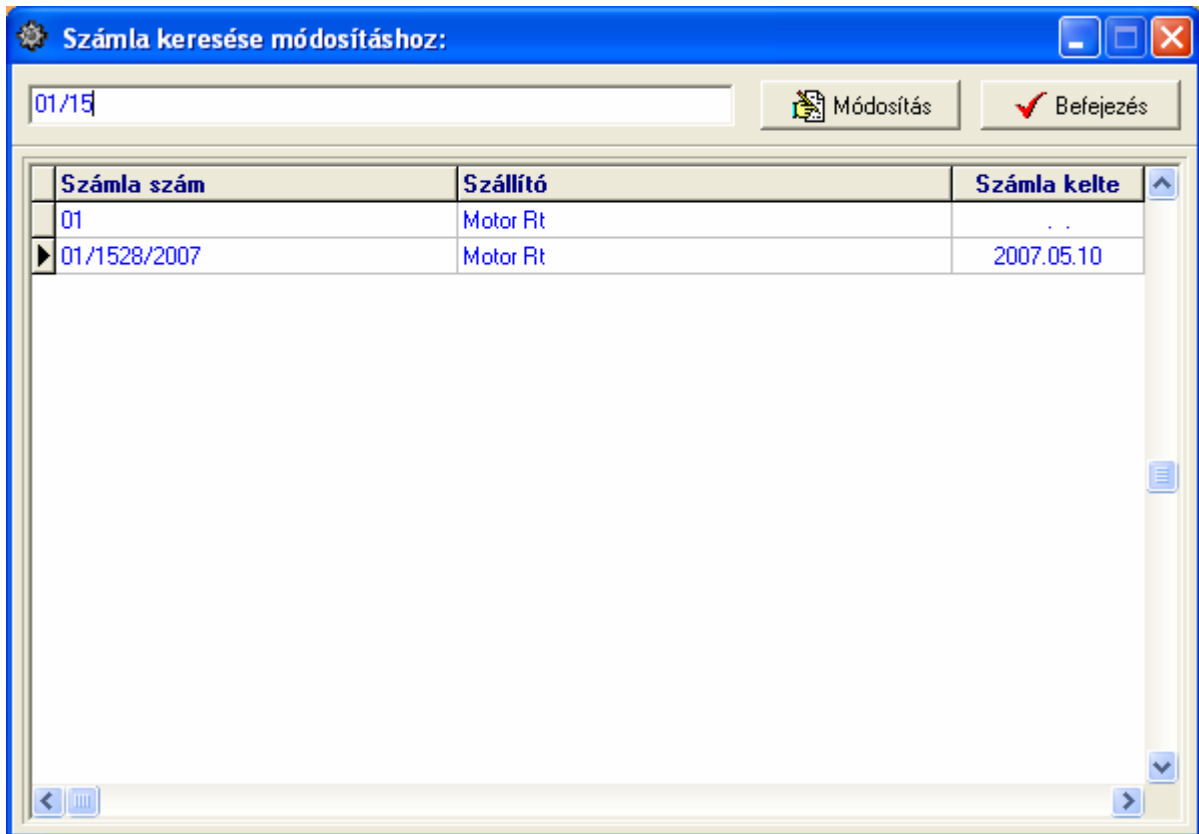 Számla keresése módosításhoz:
01/15 Módosítás Befejezés
Számla szám Szállító Számla kelte
01 Motor Rt . .
01/1528/2007 Motor Rt 2007.05.10